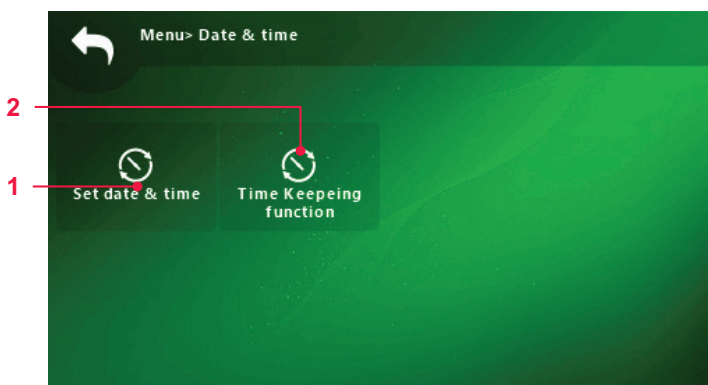 Menu> Date & time
2
1
Set date & time
Time Keepeing
function